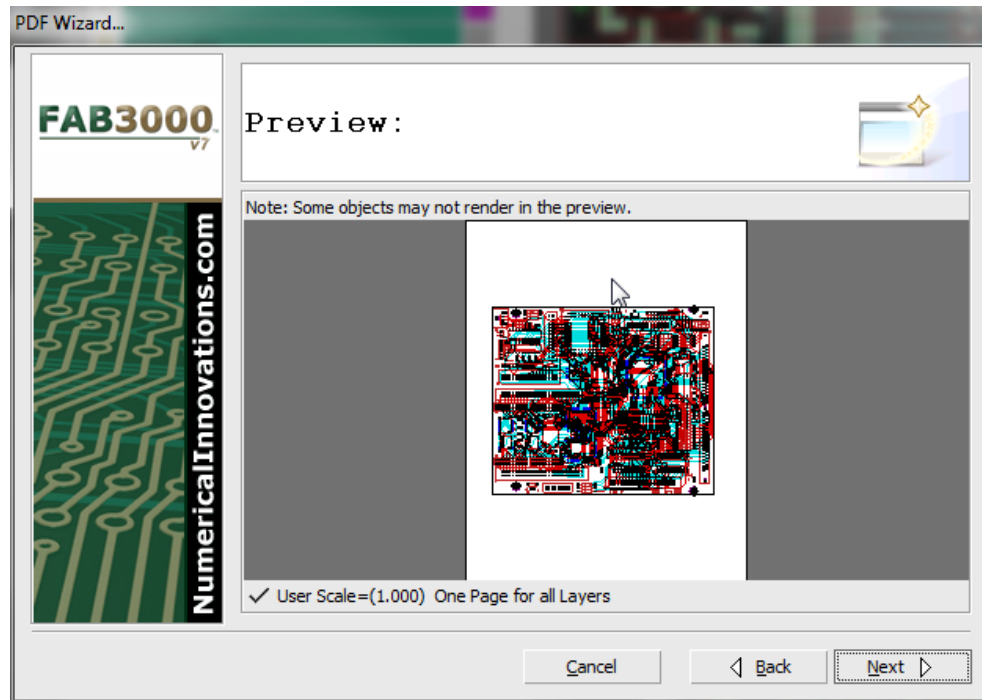 PDF Wizard...
FAB3000
v7
Preview:
NumericalInnovations.com
Note: Some objects may not render in the preview.
User Scale=(1.000) One Page for all Layers
Cancel
Back
Next